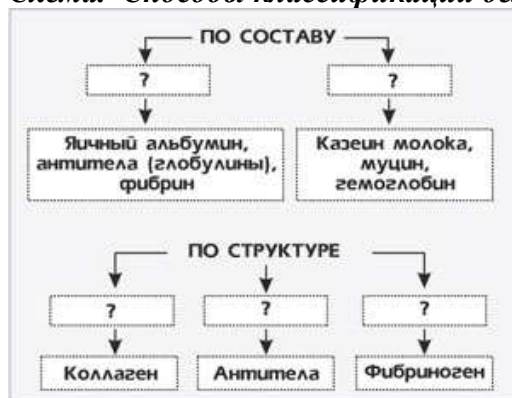 Схема. Способы классификации
ПО СОСТАВУ
? ?
Яичный альбумин,
антитела (глобулины),
фибрин
Казеин молока,
муцин,
гемоглобин
ПО СТРУКТУРЕ
? ? ?
Коллаген Антитела Фибриноген